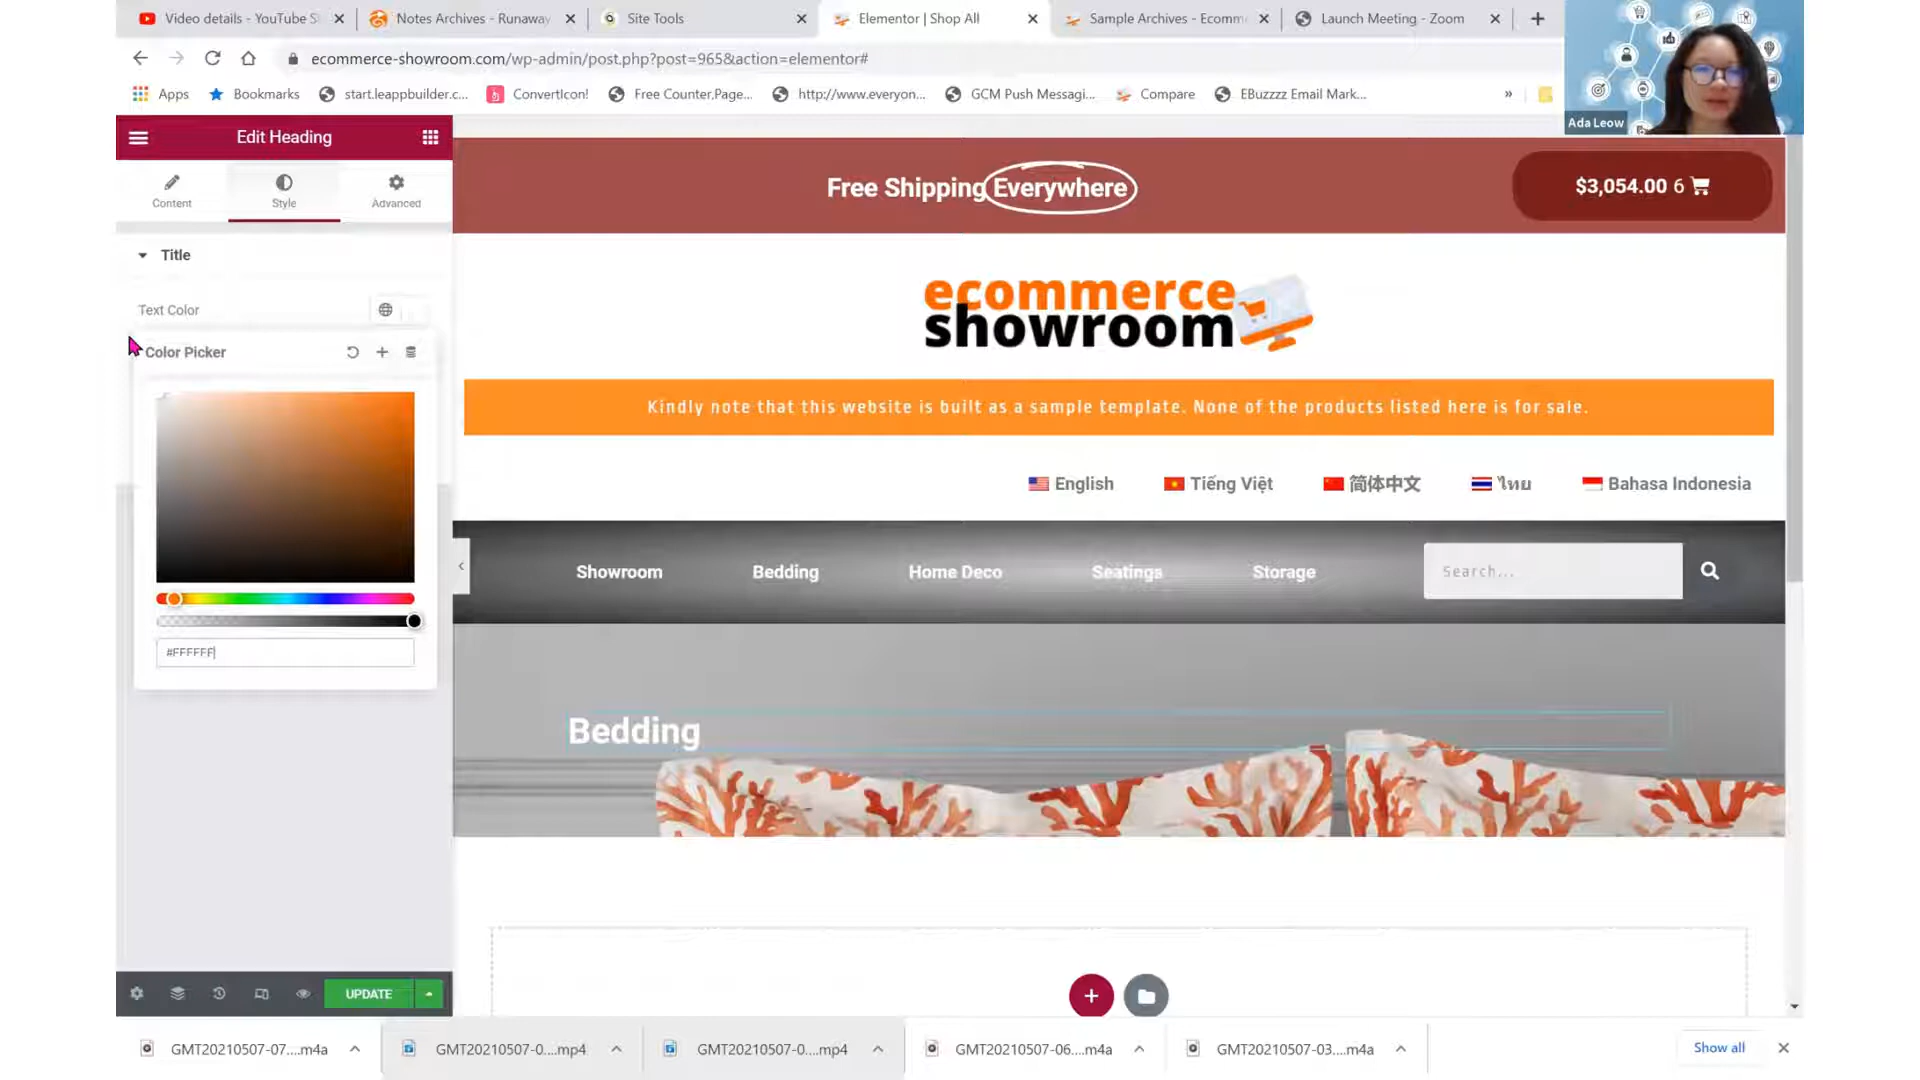 Video details - YouTube S
Notes Archives - Runaway
Site Tools
Elementor | Shop All
Sample Archives - Ecomm
Launch Meeting - Zoom
ecommerce-showroom.com/wp-admin/post.php?post=965&action=elementor#
Apps
Bookmarks
start.leappbuilder.c...
ConvertIcon!
Free Counter,Page...
http://www.everyon...
GCM Push Messagi...
Compare
EBuzzzz Email Mark...
»
Ada Leow
Edit Heading
Content
Style
Advanced
Title
Text Color
Color Picker
#FFFFFF
UPDATE
Free Shipping Everywhere
$3,054.00 6
ecommerce
showroom
Kindly note that this website is built as a sample template. None of the products listed here is for sale.
English
Tiếng Việt
简体中文
ไทย
Bahasa Indonesia
Showroom
Bedding
Home Deco
Seatings
Storage
Search...
Bedding
GMT20210507-07....m4a
GMT20210507-0....mp4
GMT20210507-0....mp4
GMT20210507-06....m4a
GMT20210507-03....m4a
Show all